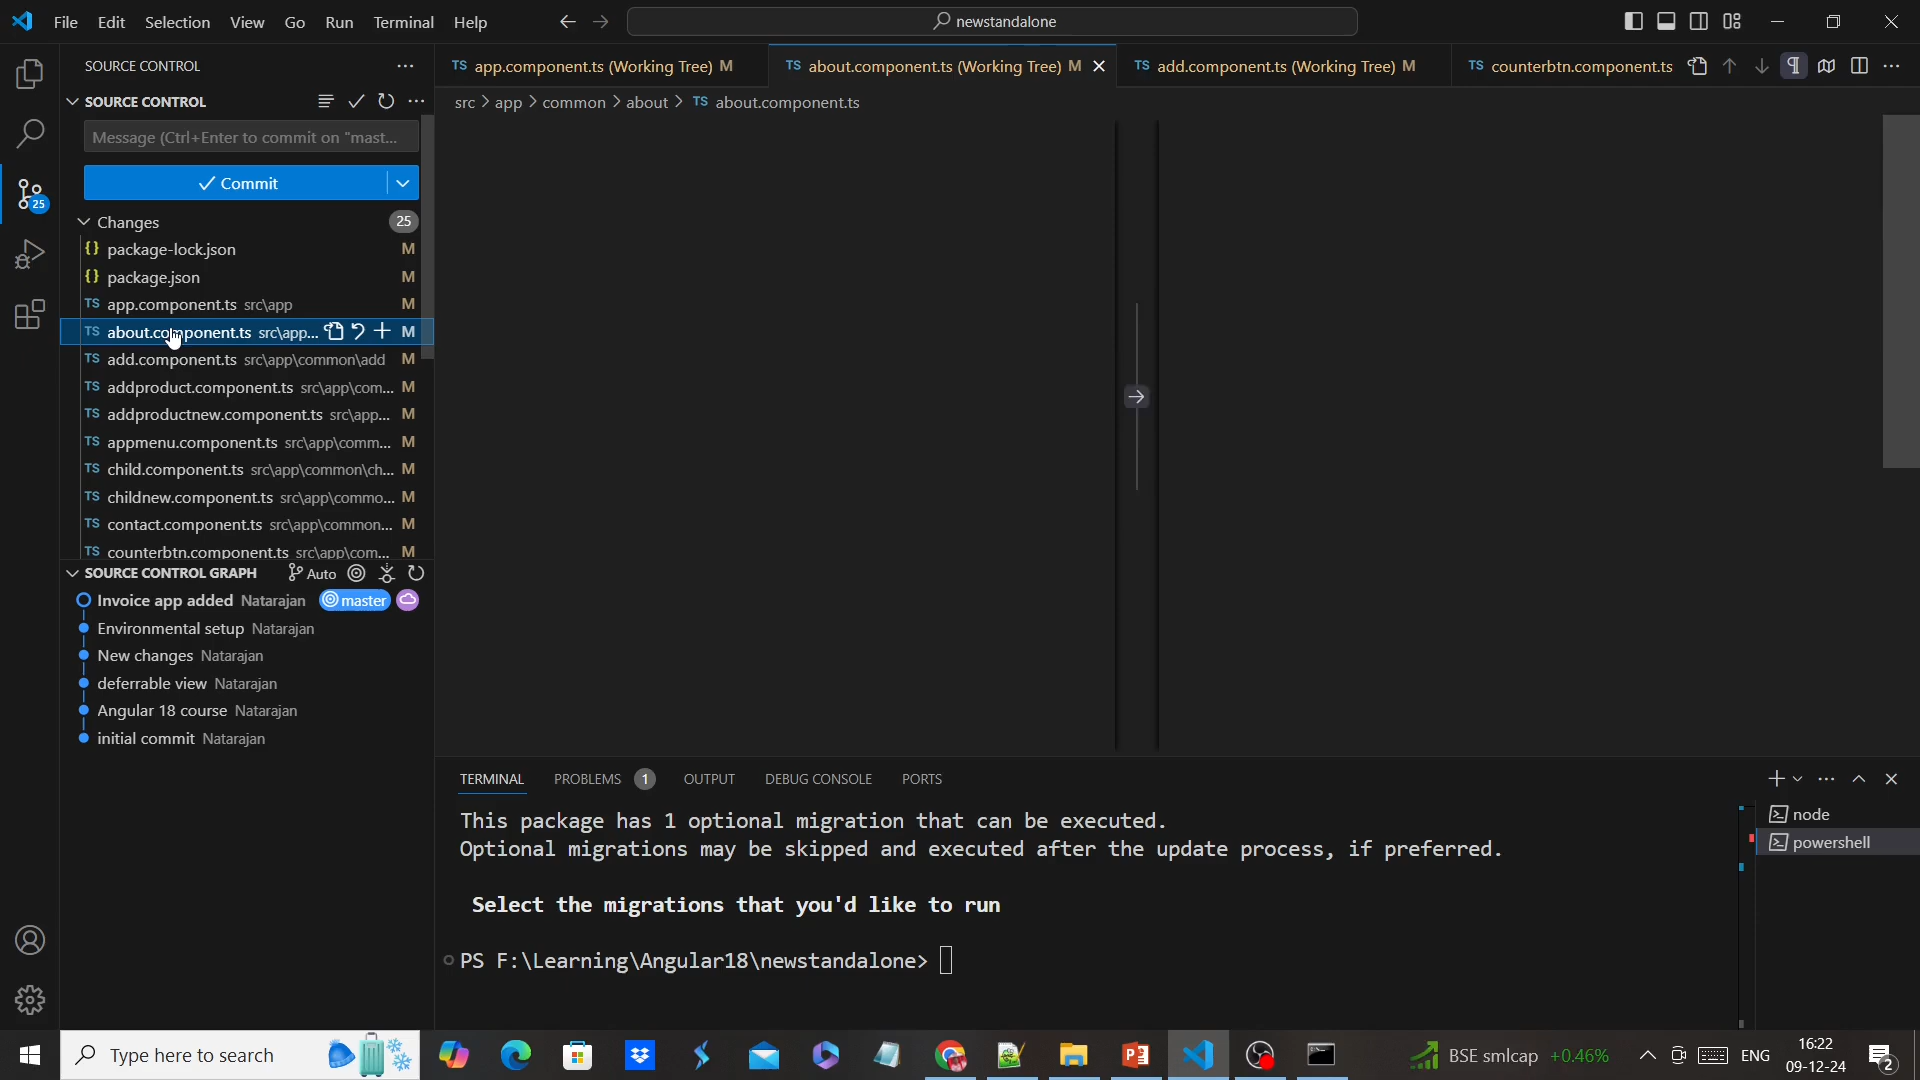 File Edit Selection View Go Run Terminal Help
newstandalone
SOURCE CONTROL
SOURCE CONTROL
Message (Ctrl+Enter to commit on "mast...
Commit
Changes 25
package-lock.json M
package.json M
app.component.ts src\app M
about.component.ts src\app... M
add.component.ts src\app\common\add M
addproduct.component.ts src\app\com... M
addproductnew.component.ts src\app... M
appmenu.component.ts src\app\comm... M
child.component.ts src\app\common\ch... M
childnew.component.ts src\app\commo... M
contact.component.ts src\app\common... M
counterbtn.component.ts src\app\com... M
25
SOURCE CONTROL GRAPH Auto
Invoice app added Natarajan master
Environmental setup Natarajan
New changes Natarajan
deferrable view Natarajan
Angular 18 course Natarajan
initial commit Natarajan
TS app.component.ts (Working Tree) M
TS about.component.ts (Working Tree) M
TS add.component.ts (Working Tree) M
TS counterbtn.component.ts
src > app > common > about > TS about.component.ts
TERMINAL PROBLEMS 1 OUTPUT DEBUG CONSOLE PORTS
This package has 1 optional migration that can be executed.
Optional migrations may be skipped and executed after the update process, if preferred.
Select the migrations that you'd like to run
PS F:\Learning\Angular18\newstandalone>
node
powershell
Type here to search
BSE smlcap +0.46%
ENG
16:22
09-12-24
2